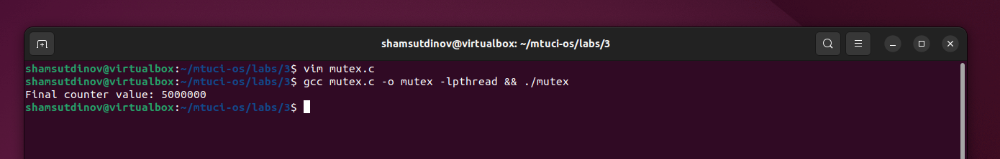 shamsutdinov@virtualbox: ~/mtuci-os/labs/3
shamsutdinov@virtualbox:~/mtuci-os/labs/3$ vim mutex.c
shamsutdinov@virtualbox:~/mtuci-os/labs/3$ gcc mutex.c -o mutex -lpthread && ./mutex
Final counter value: 5000000
shamsutdinov@virtualbox:~/mtuci-os/labs/3$